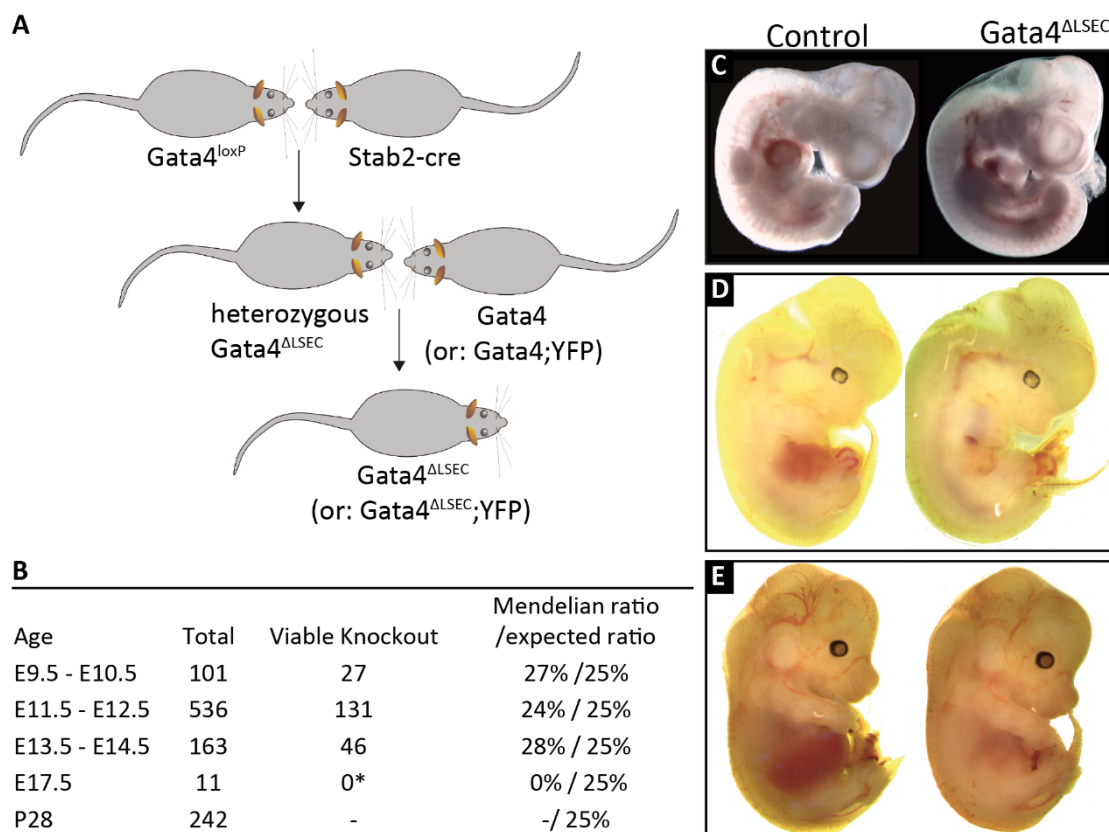 A
Gata4loxP
Stab2-cre
heterozygous
Gata4ΔLSEC
Gata4
(or: Gata4;YFP)
Gata4ΔLSEC
(or: Gata4ΔLSEC;YFP)
B
Mendelian ratio
Age Total Viable Knockout /expected ratio
E9.5 - E10.5 101 27 27% /25%
E11.5 - E12.5 536 131 24% / 25%
E13.5 - E14.5 163 46 28% / 25%
E17.5 11 0* 0% / 25%
P28 242 - -/ 25%
Control Gata4ΔLSEC
C
D
E